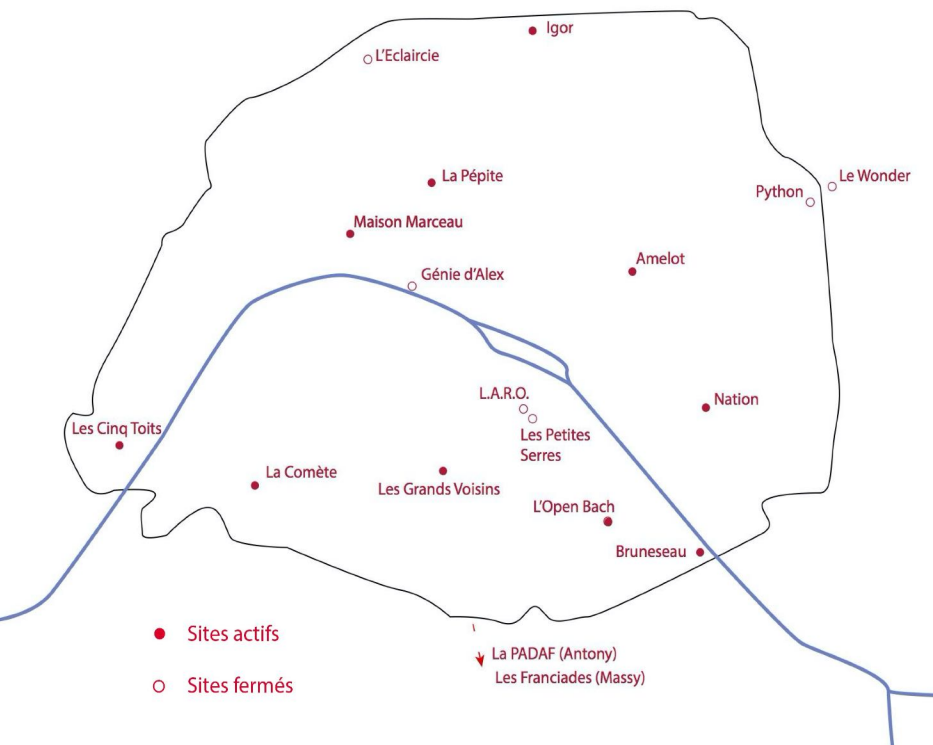 Igor
L'Eclaircie
La Pépite
Le Wonder
Python
Maison Marceau
Amelot
Génie d'Alex
L.A.R.O.
Nation
Les Cinq Toits
Les Petites
Serres
La Comète
Les Grands Voisins
L'Open Bach
Bruneseau
Sites actifs
La PADAF (Antony)
Les Franciades (Massy)
Sites fermés